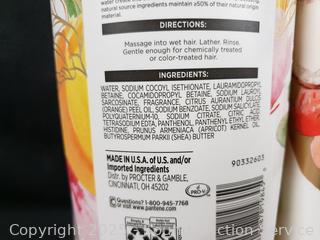 natural source ingredients maintain ≥50% of their natural origin
material.
DIRECTIONS:
Massage into wet hair. Lather. Rinse.
Gentle enough for chemically treated
or color-treated hair.
INGREDIENTS:
WATER, SODIUM COCOYL ISETHIONATE, LAURAMIDOPROPYL
BETAINE, COCAMIDOPROPYL BETAINE, SODIUM LAUROYL
SARCOSINATE, FRAGRANCE, CITRUS AURANTIUM DULCIS
(ORANGE) PEEL OIL, SODIUM BENZOATE, SODIUM SALICYLATE,
POLYQUATERNIUM-10, SODIUM CITRATE, CITRIC ACID,
TETRASODIUM EDTA, PANTHENOL, PANTHENYL ETHYL ETHER,
HISTIDINE, PRUNUS ARMENIACA (APRICOT) KERNEL OIL,
BUTYROSPERMUM PARKII (SHEA) BUTTER
MADE IN U.S.A. of U.S. and/or
Imported Ingredients
Distr. by PROCTER & GAMBLE,
CINCINNATI, OH 45202
90332603
PRO-V
Questions? 1-800-945-7768
www.pantene.com